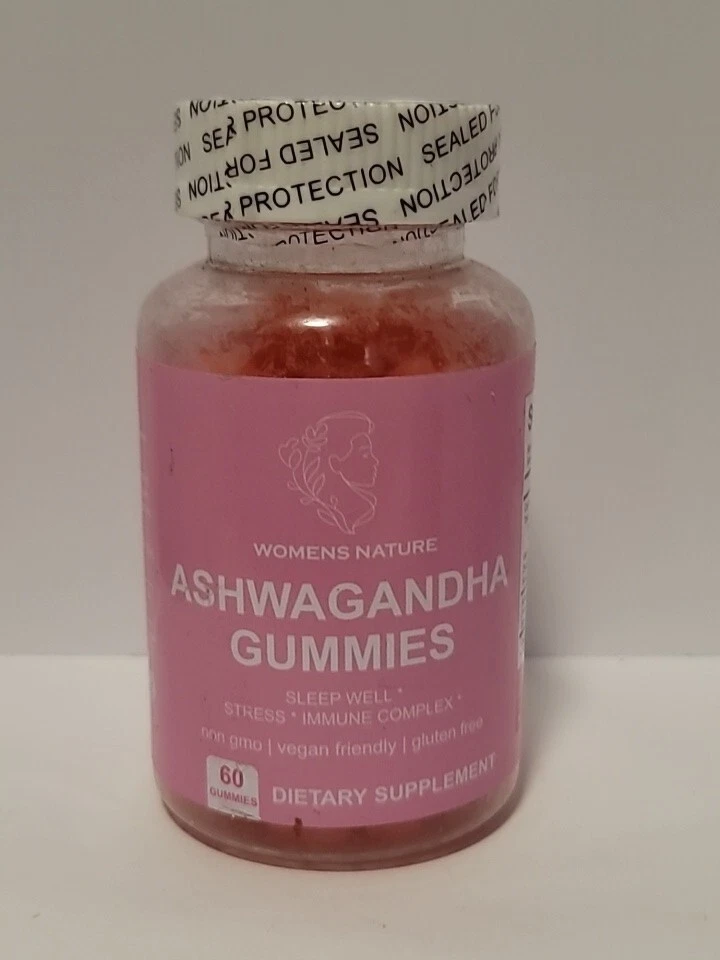 PROTECTION
SEALED FOR
PROTECTION
SEALED
WOMENS NATURE
ASHWAGANDHA
GUMMIES
SLEEP WELL *
STRESS * IMMUNE COMPLEX *
non gmo | vegan friendly | gluten free
60
GUMMIES
DIETARY SUPPLEMENT